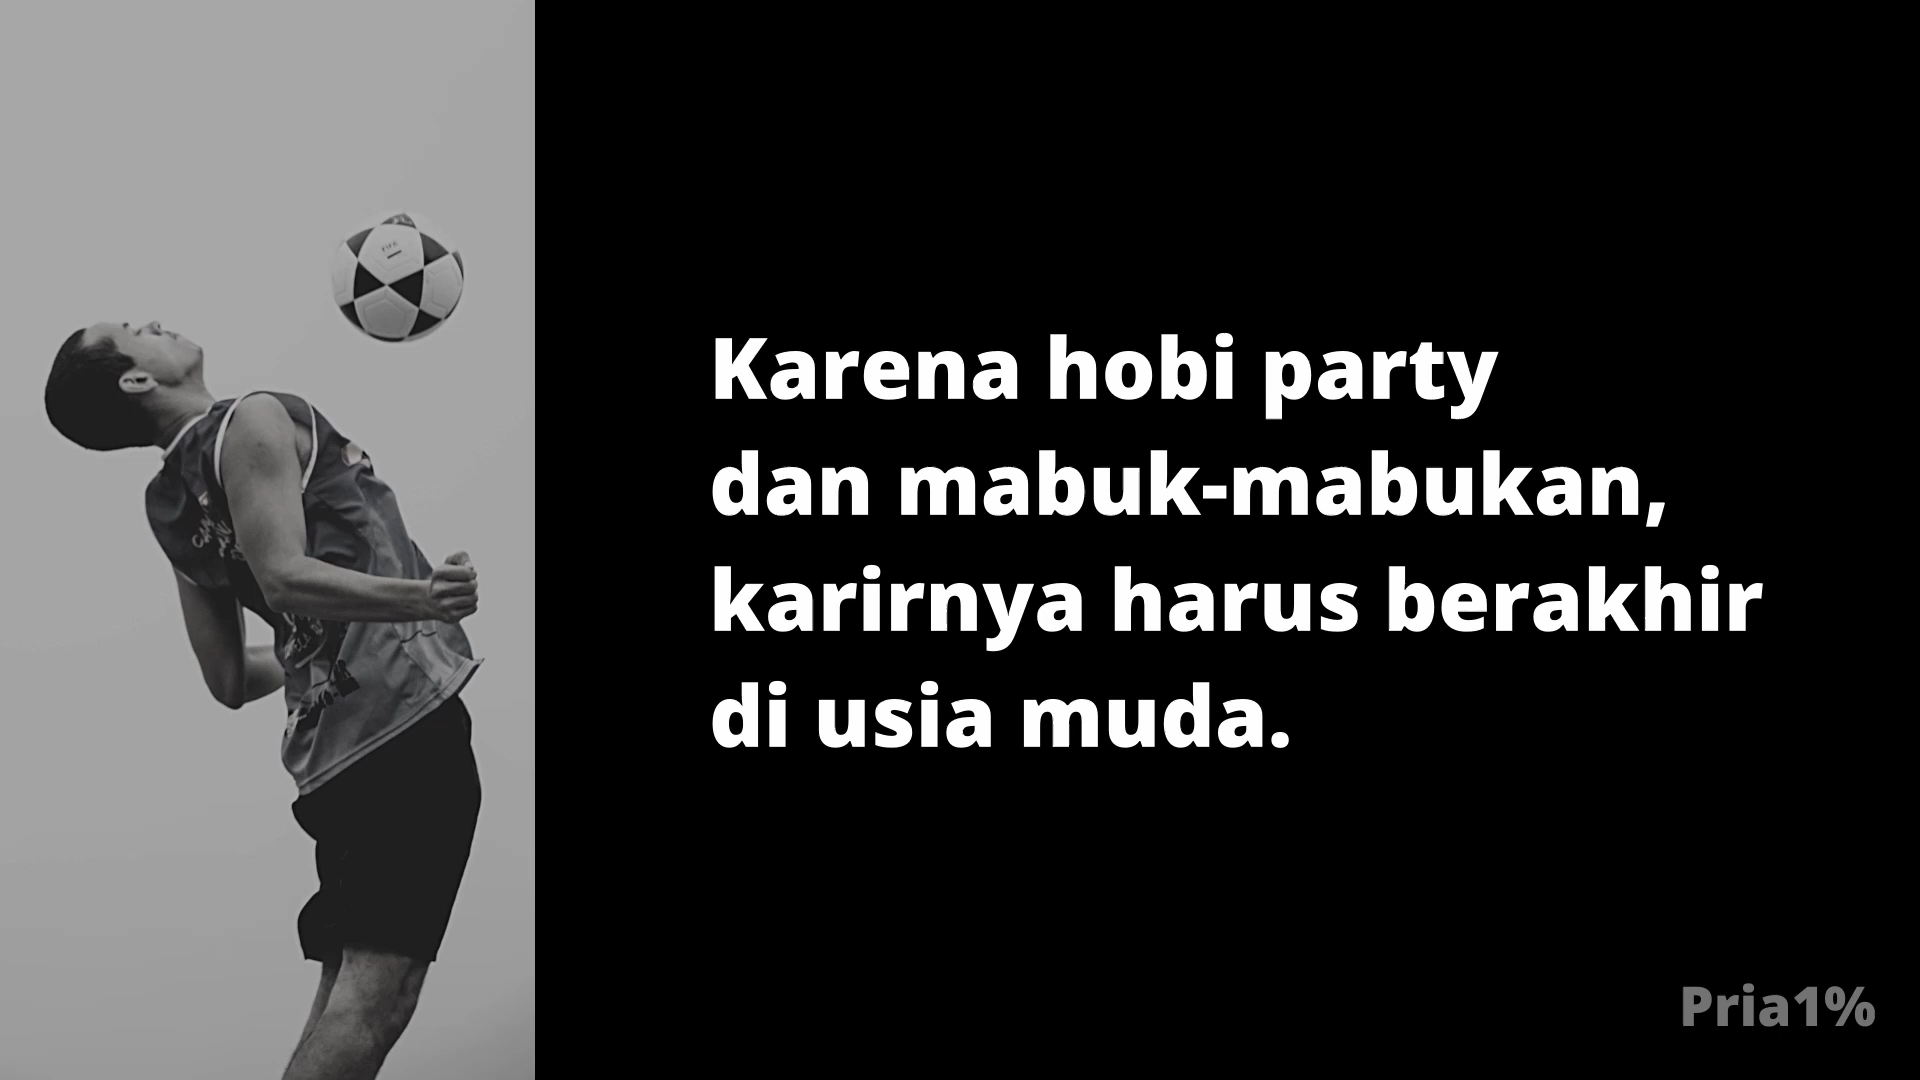 Karena hobi party
dan mabuk-mabukan,
karirnya harus berakhir
di usia muda.
Pria1%